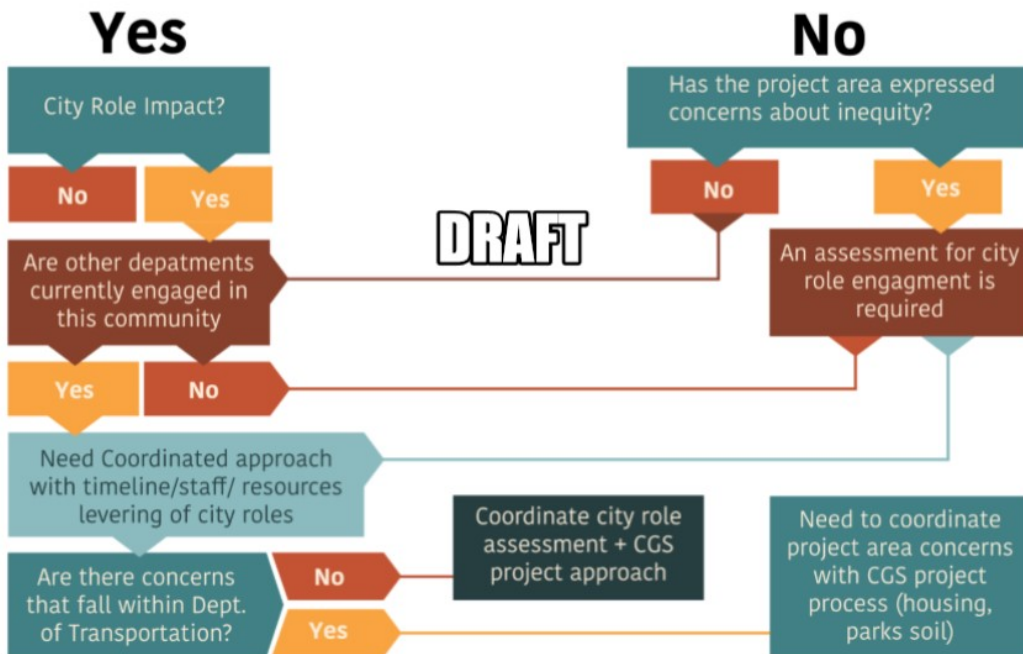 Yes
No
City Role Impact?
Has the project area expressed
concerns about inequity?
No
Yes
No
Yes
DRAFT
Are other depatments
currently engaged in
this community
An assessment for city
role engagment is
required
Yes
No
Need Coordinated approach
with timeline/staff/ resources
levering of city roles
Coordinate city role
assessment + CGS
project approach
Need to coordinate
project area concerns
with CGS project
process (housing,
parks soil)
Are there concerns
that fall within Dept.
of Transportation?
No
Yes